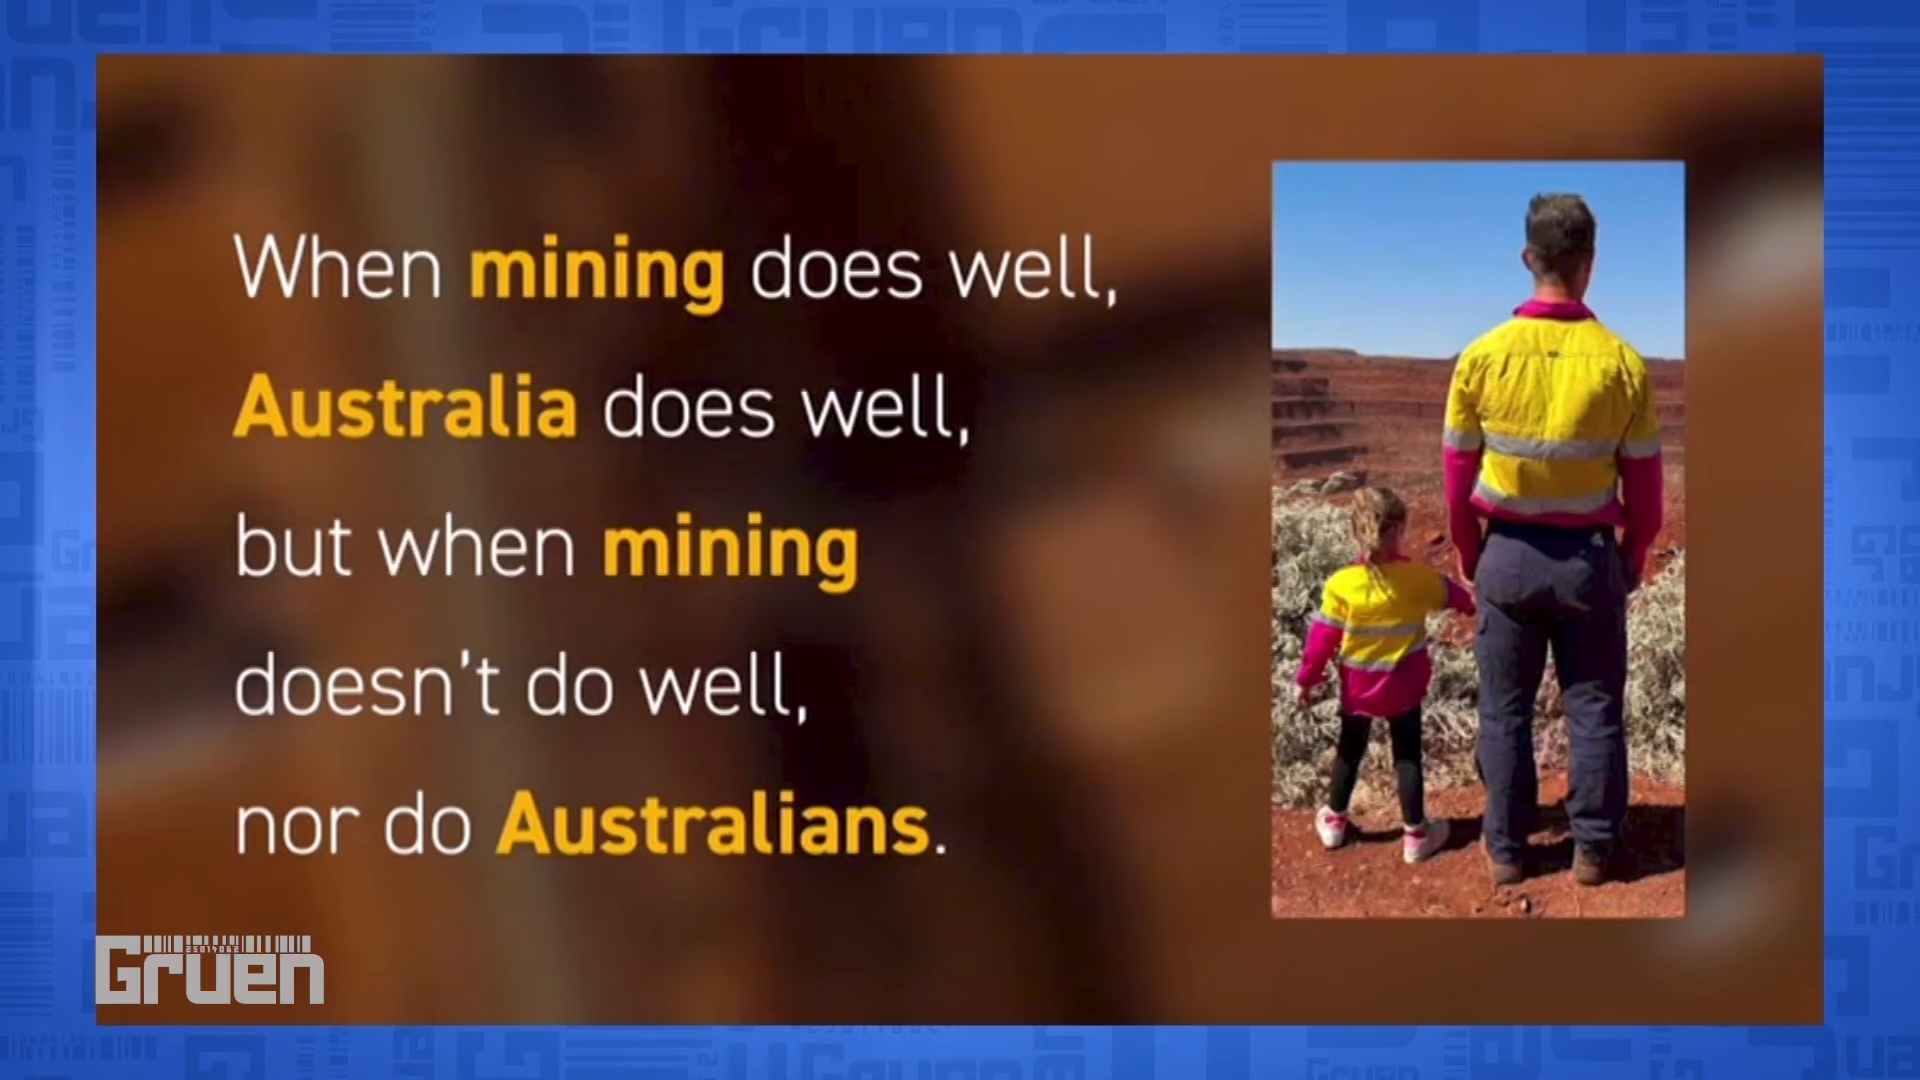 When mining does well,
Australia does well,
but when mining
doesn't do well,
nor do Australians.
Gruen